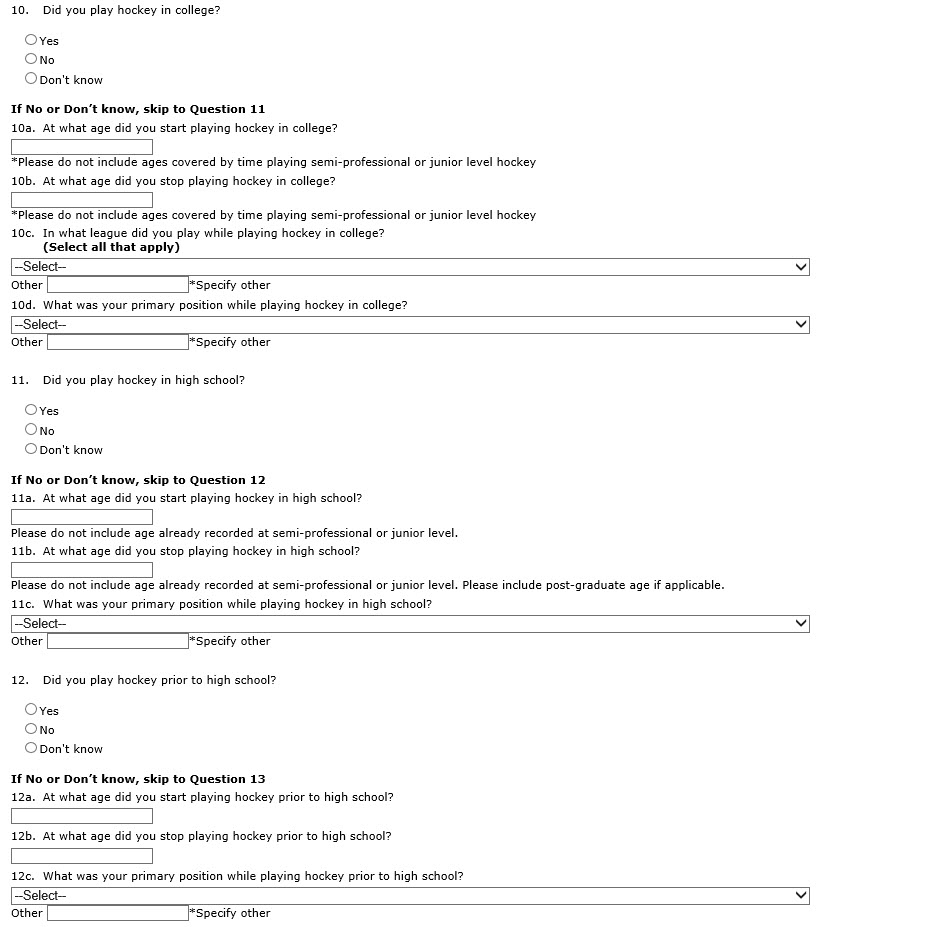 10. Did you play hockey in college?
Yes
No
Don't know
If No or Don’t know, skip to Question 11
10a. At what age did you start playing hockey in college?
*Please do not include ages covered by time playing semi-professional or junior level hockey
10b. At what age did you stop playing hockey in college?
*Please do not include ages covered by time playing semi-professional or junior level hockey
10c. In what league did you play while playing hockey in college?
(Select all that apply)
--Select--
Other *Specify other
10d. What was your primary position while playing hockey in college?
--Select--
Other *Specify other
11. Did you play hockey in high school?
Yes
No
Don't know
If No or Don’t know, skip to Question 12
11a. At what age did you start playing hockey in high school?
Please do not include age already recorded at semi-professional or junior level.
11b. At what age did you stop playing hockey in high school?
Please do not include age already recorded at semi-professional or junior level. Please include post-graduate age if applicable.
11c. What was your primary position while playing hockey in high school?
--Select--
Other *Specify other
12. Did you play hockey prior to high school?
Yes
No
Don't know
If No or Don’t know, skip to Question 13
12a. At what age did you start playing hockey prior to high school?
12b. At what age did you stop playing hockey prior to high school?
12c. What was your primary position while playing hockey prior to high school?
--Select--
Other *Specify other